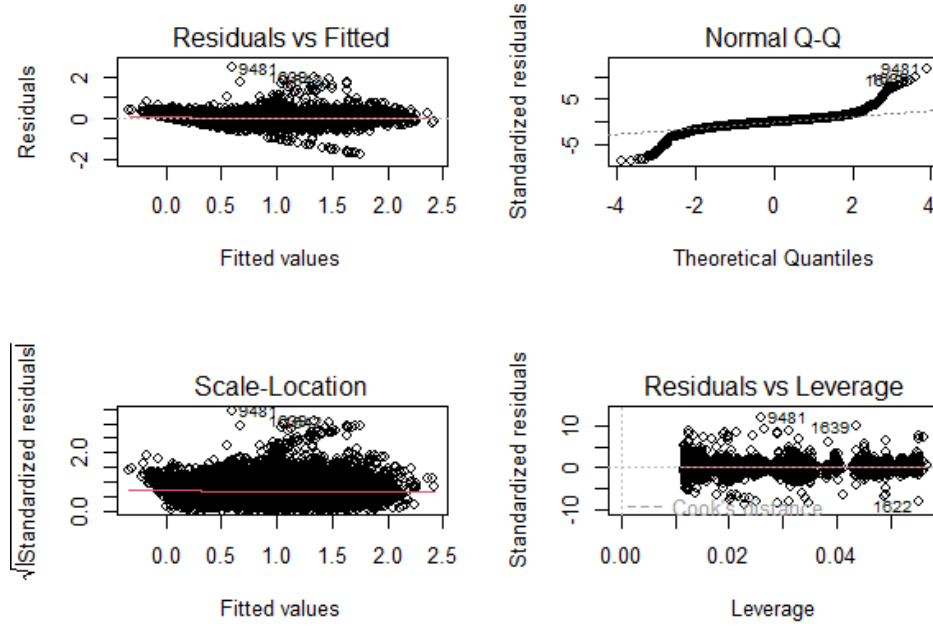 Residuals vs Fitted
Residuals
2
0
-2
9481
0.0 0.5 1.0 1.5 2.0 2.5
Fitted values
Normal Q-Q
Standardized residuals
5
-5
9481
-4 -2 0 2 4
Theoretical Quantiles
Scale-Location
√|Standardized residuals|
2.0
1.0
0.0
9481
0.0 0.5 1.0 1.5 2.0 2.5
Fitted values
Residuals vs Leverage
Standardized residuals
10
0
-10
9481
1639
1622
Cook's distance
0.00 0.02 0.04
Leverage